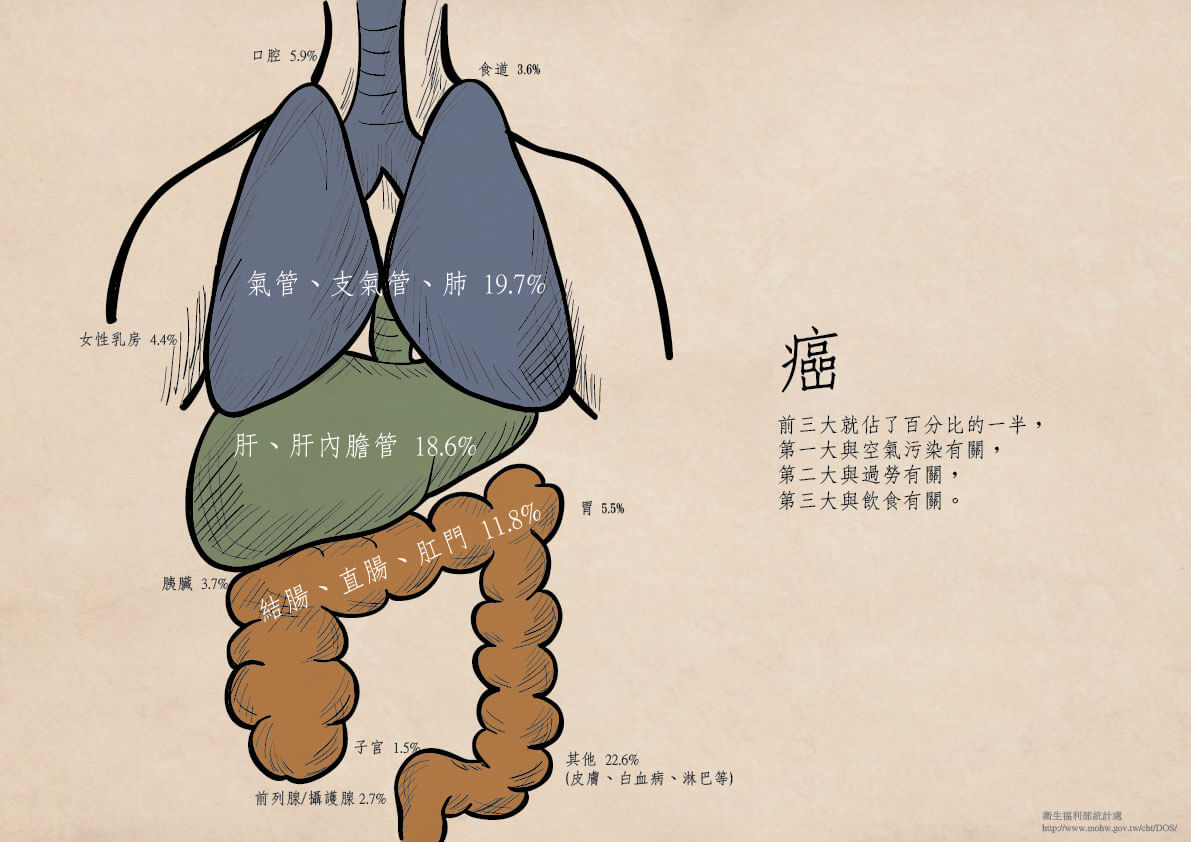 口腔 5.9%
食道 3.6%
氣管、支氣管、肺 19.7%
女性乳房 4.4%
癌
前三大就佔了百分比的一半，
第一大與空氣污染有關，
第二大與過勞有關，
第三大與飲食有關。
肝、肝內膽管 18.6%
胃 5.5%
結腸、直腸、肛門 11.8%
胰臟 3.7%
子宮 1.5%
其他 22.6%
(皮膚、白血病、淋巴等)
前列腺/攝護腺 2.7%
衛生福利部統計處
http://www.mohw.gov.tw/cht/DOS/